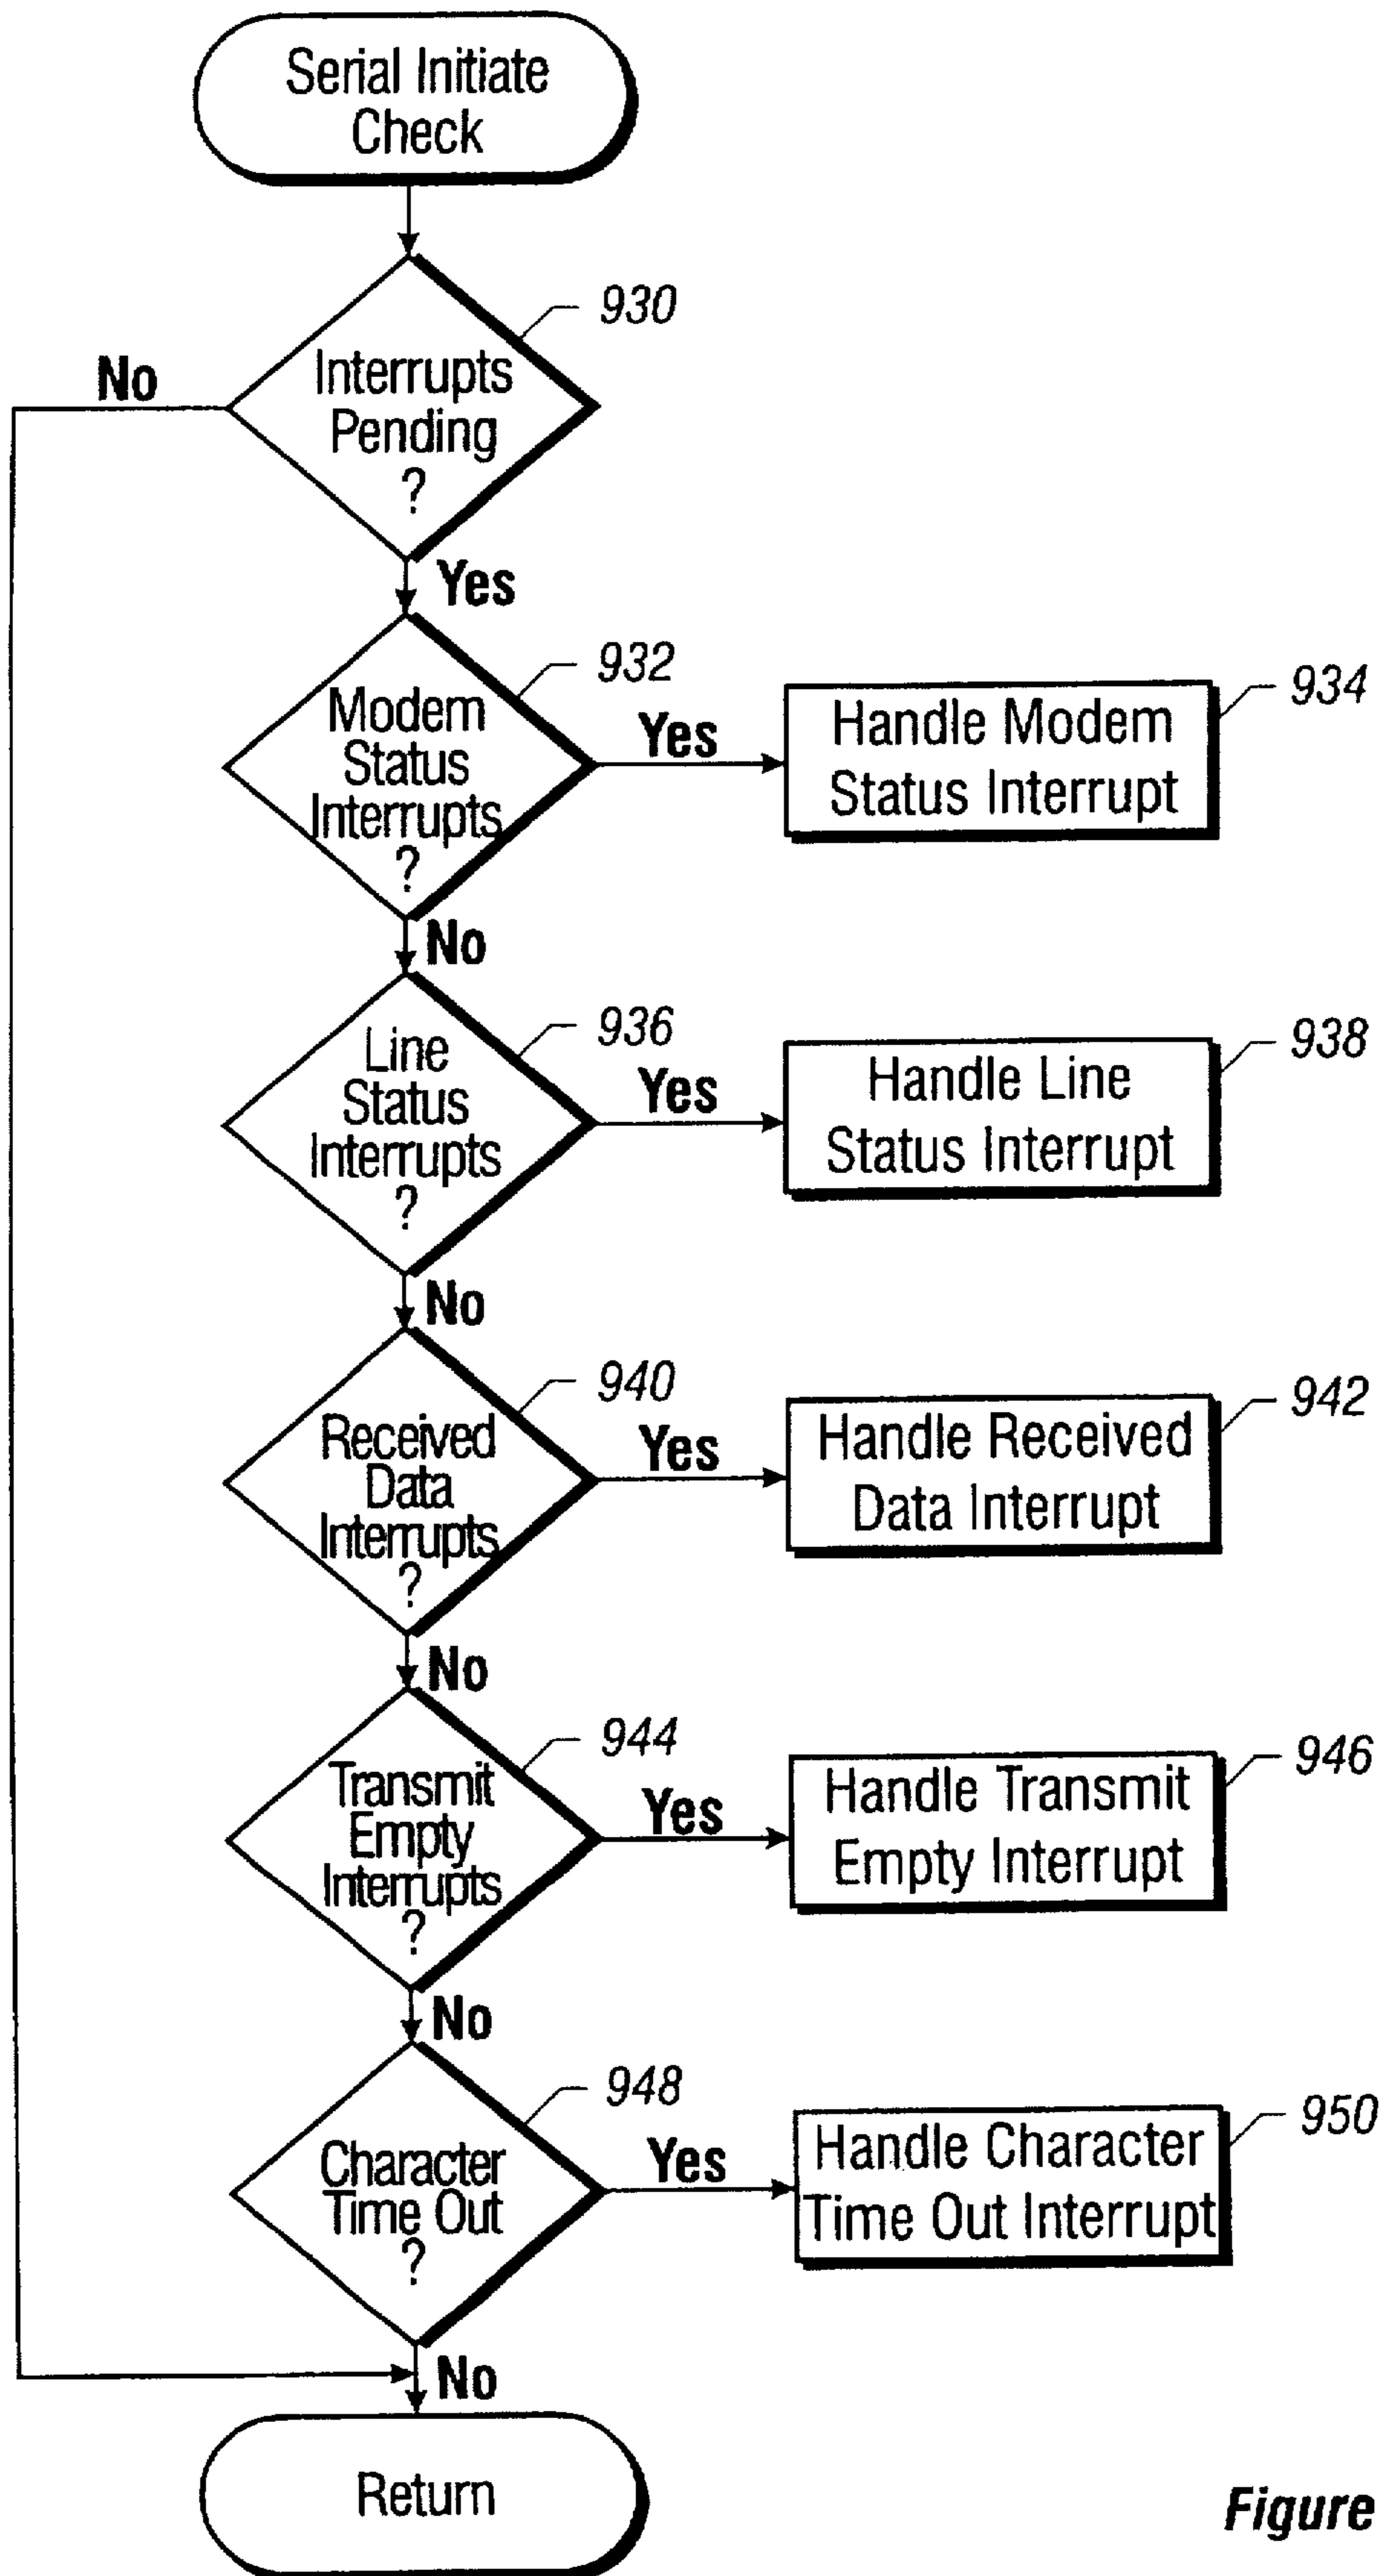 Serial Initiate
Check
930
Interrupts
Pending
?
No
Yes
932
Modem
Status
Interrupts
?
Yes
934
Handle Modem
Status Interrupt
No
936
Line
Status
Interrupts
?
Yes
938
Handle Line
Status Interrupt
No
940
Received
Data
Interrupts
?
Yes
942
Handle Received
Data Interrupt
No
944
Transmit
Empty
Interrupts
?
Yes
946
Handle Transmit
Empty Interrupt
No
948
Character
Time Out
?
Yes
950
Handle Character
Time Out Interrupt
No
Return
Figure